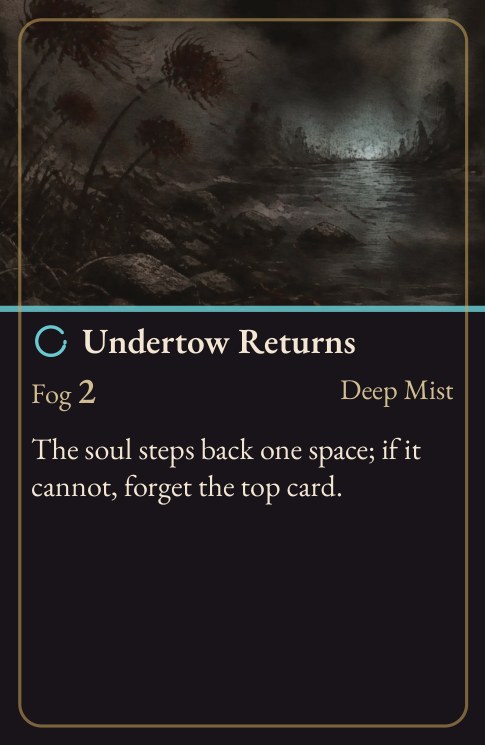 Undertow Returns
Fog 2
Deep Mist
The soul steps back one space; if it
cannot, forget the top card.